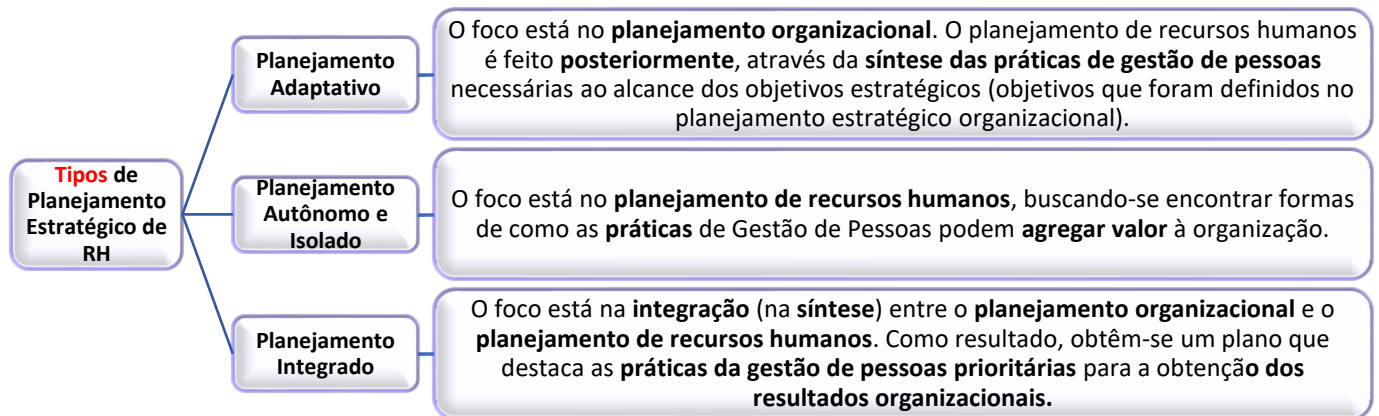 Tipos de
Planejamento
Estratégico de
RH
Planejamento
Adaptativo
O foco está no planejamento organizacional. O planejamento de recursos humanos
é feito posteriormente, através da síntese das práticas de gestão de pessoas
necessárias ao alcance dos objetivos estratégicos (objetivos que foram definidos no
planejamento estratégico organizacional).
Planejamento
Autônomo e
Isolado
O foco está no planejamento de recursos humanos, buscando-se encontrar formas
de como as práticas de Gestão de Pessoas podem agregar valor à organização.
Planejamento
Integrado
O foco está na integração (na síntese) entre o planejamento organizacional e o
planejamento de recursos humanos. Como resultado, obtêm-se um plano que
destaca as práticas da gestão de pessoas prioritárias para a obtenção dos
resultados organizacionais.